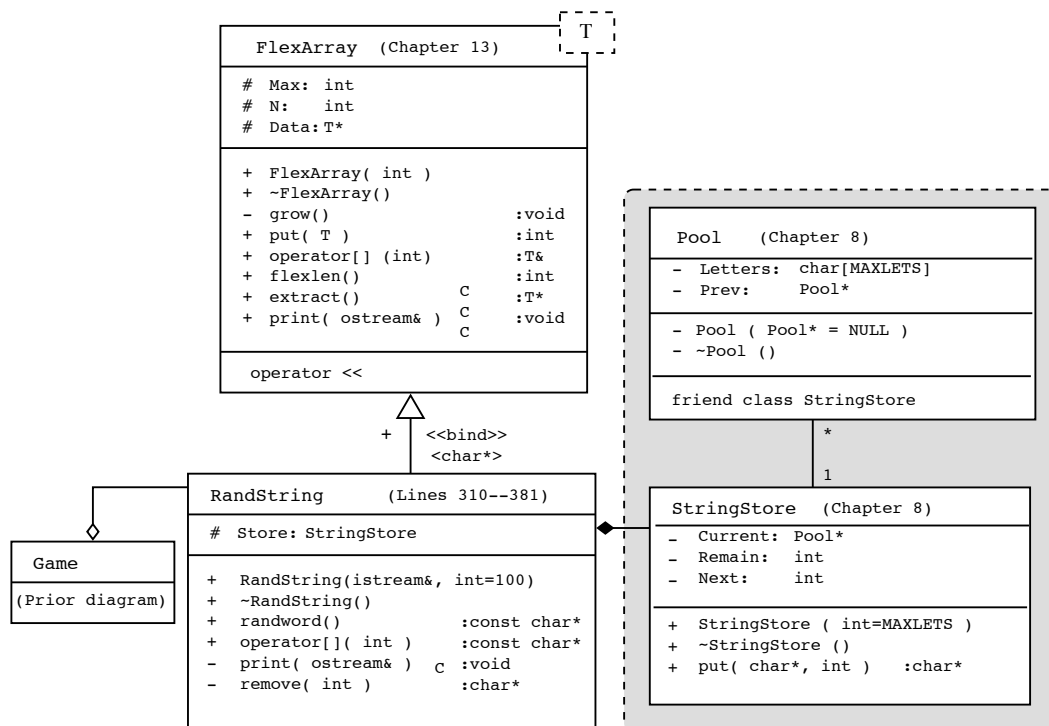 T
FlexArray (Chapter 13)
# Max: int
# N: int
# Data: T*
+ FlexArray( int )
+ ~FlexArray()
- grow() :void
+ put( T ) :int
+ operator[] (int) :T&
+ flexlen() C :int
+ extract() C :T*
+ print( ostream& ) C :void
operator <<
+ <<bind>>
<char*>
Pool (Chapter 8)
- Letters: char[MAXLETS]
- Prev: Pool*
- Pool ( Pool* = NULL )
- ~Pool ()
friend class StringStore
*
1
RandString (Lines 310--381)
# Store: StringStore
+ RandString(istream&, int=100)
+ ~RandString()
+ randword() :const char*
+ operator[]( int ) :const char*
- print( ostream& ) C :void
- remove( int ) :char*
StringStore (Chapter 8)
- Current: Pool*
- Remain: int
- Next: int
+ StringStore ( int=MAXLETS )
+ ~StringStore ()
+ put( char*, int ) :char*
Game
(Prior diagram)